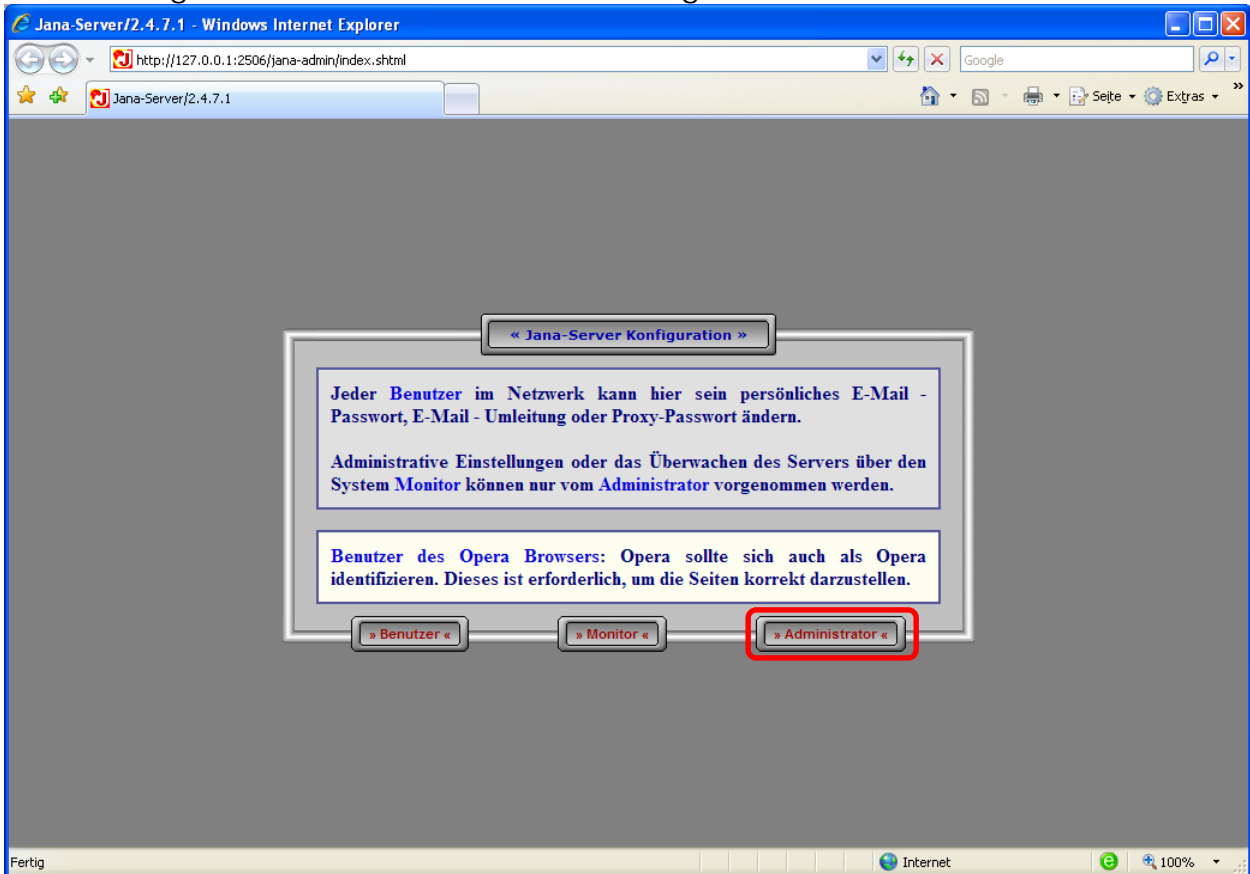 Jana-Server/2.4.7.1 - Windows Internet Explorer
http://127.0.0.1:2506/jana-admin/index.shtml
Google
Jana-Server/2.4.7.1
Seite
Extras
»
« Jana-Server Konfiguration »
Jeder Benutzer im Netzwerk kann hier sein persönliches E-Mail -
Passwort, E-Mail - Umleitung oder Proxy-Passwort ändern.
Administrative Einstellungen oder das Überwachen des Servers über den
System Monitor können nur vom Administrator vorgenommen werden.
Benutzer des Opera Browsers: Opera sollte sich auch als Opera
identifizieren. Dieses ist erforderlich, um die Seiten korrekt darzustellen.
» Benutzer «
» Monitor «
» Administrator «
Fertig
Internet
100%